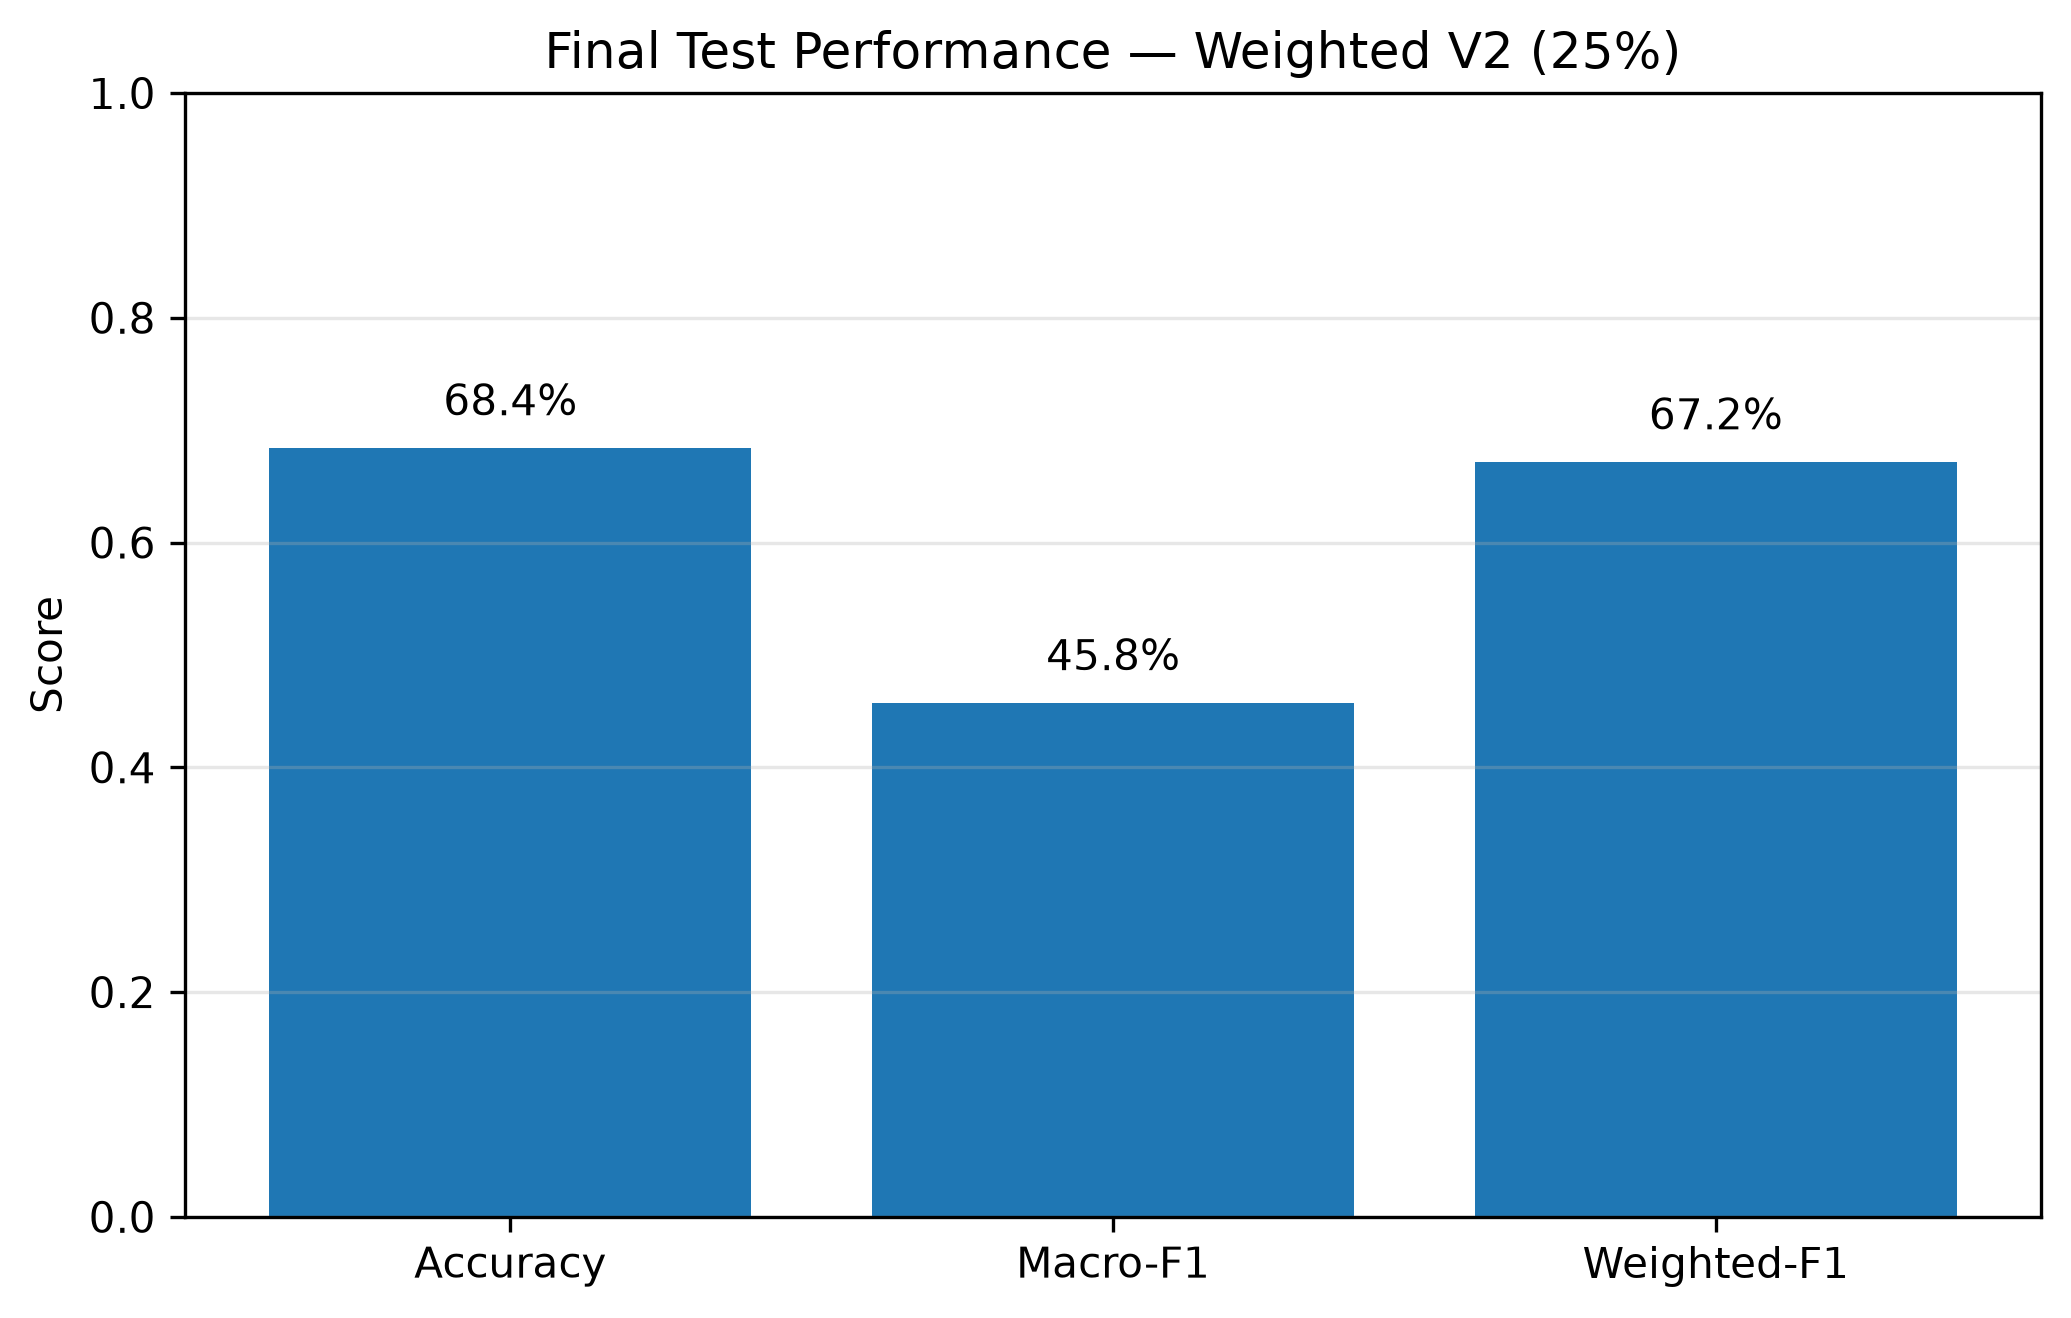 Final Test Performance — Weighted V2 (25%)
1.0
0.8
0.6
0.4
0.2
0.0
Score
68.4%
45.8%
67.2%
Accuracy
Macro-F1
Weighted-F1